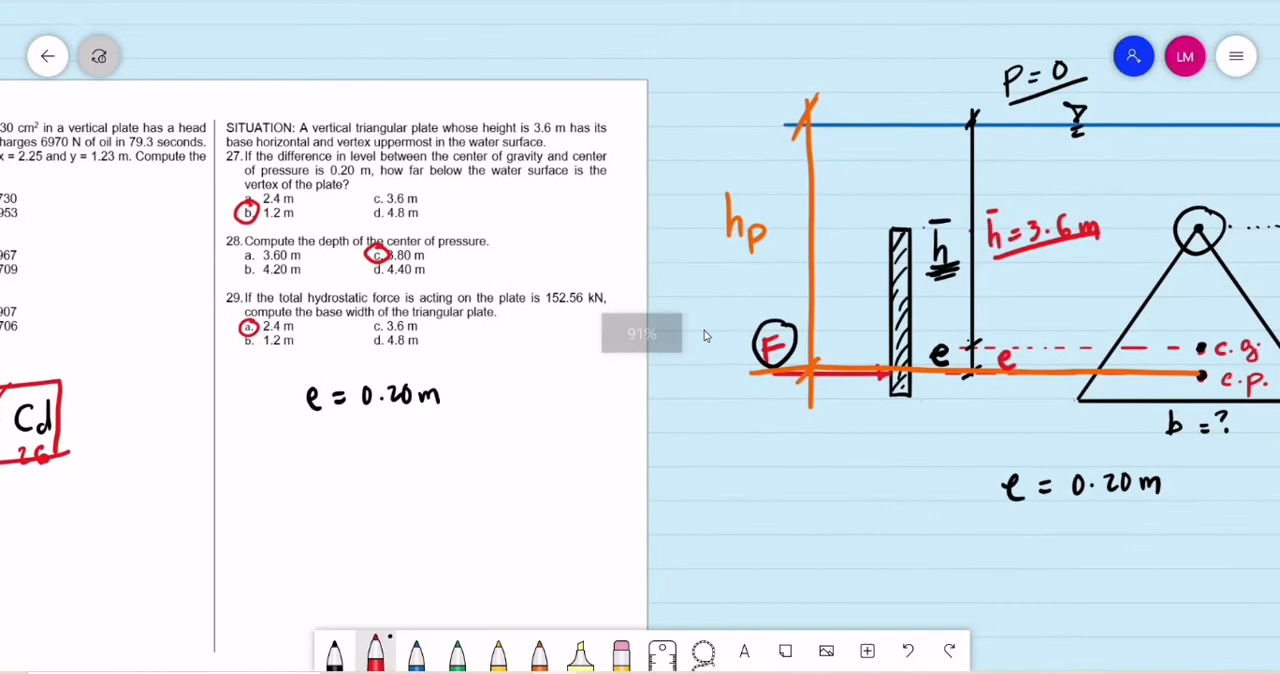 30 cm² in a vertical plate has a head
harges 6970 N of oil in 79.3 seconds.
x = 2.25 and y = 1.23 m. Compute the
730
953
967
709
907
706
Cd
SITUATION: A vertical triangular plate whose height is 3.6 m has its
base horizontal and vertex uppermost in the water surface.
27. If the difference in level between the center of gravity and center
of pressure is 0.20 m, how far below the water surface is the
vertex of the plate?
a. 2.4 m c. 3.6 m
b. 1.2 m d. 4.8 m
28. Compute the depth of the center of pressure.
a. 3.60 m c. 3.80 m
b. 4.20 m d. 4.40 m
29. If the total hydrostatic force is acting on the plate is 152.56 kN,
compute the base width of the triangular plate.
a. 2.4 m c. 3.6 m
b. 1.2 m d. 4.8 m
e = 0.20 m
91%
LM
P = 0
hp
h̄
h̄ = 3.6 m
F
e
e
c.g.
c.p.
b = ?
e = 0.20 m
A